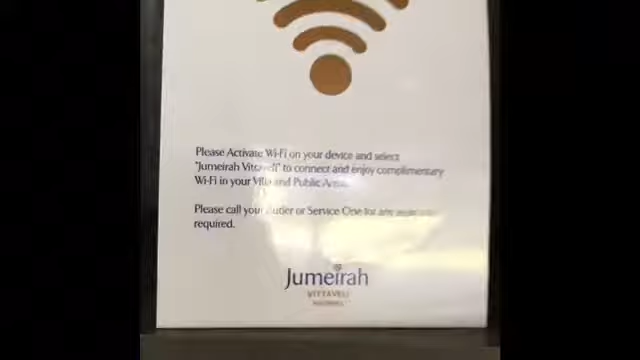 Please Activate Wi-Fi on your device and select
"Jumeirah Vittaveli" to connect and enjoy complimentary
Wi-Fi in your Villa and Public Areas.
Please call your Butler or Service One for any
required.
Jumeirah
VITTAVELI